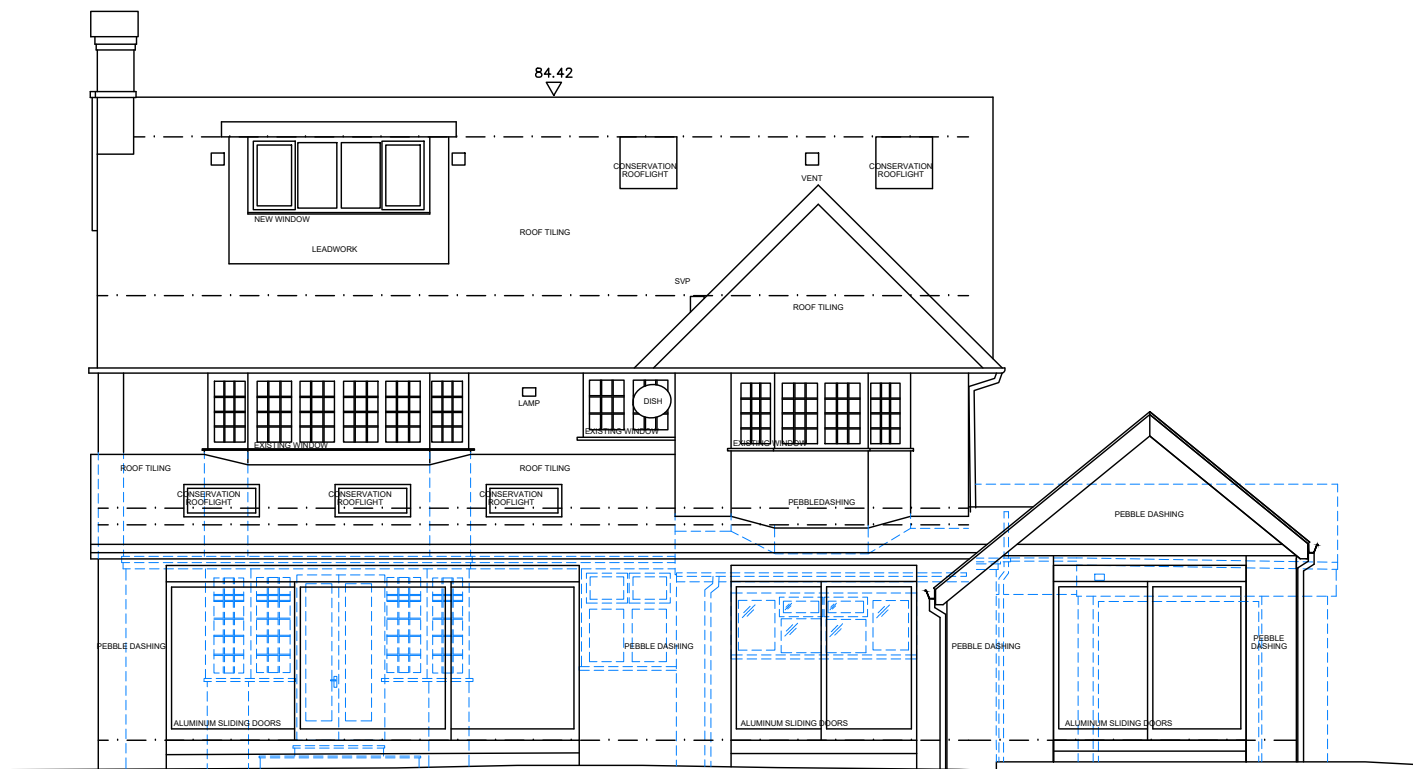 84.42
CONSERVATION
ROOFLIGHT
CONSERVATION
ROOFLIGHT
VENT
NEW WINDOW
ROOF TILING
LEADWORK
SVP
ROOF TILING
LAMP
DISH
EXISTING WINDOW
EXISTING WINDOW
EXISTING WINDOW
ROOF TILING
ROOF TILING
CONSERVATION
ROOFLIGHT
CONSERVATION
ROOFLIGHT
CONSERVATION
ROOFLIGHT
PEBBLEDASHING
PEBBLE DASHING
PEBBLE DASHING
PEBBLE DASHING
PEBBLE DASHING
PEBBLE
DASHING
ALUMINUM SLIDING DOORS
ALUMINUM SLIDING DOORS
ALUMINUM SLIDING DOORS